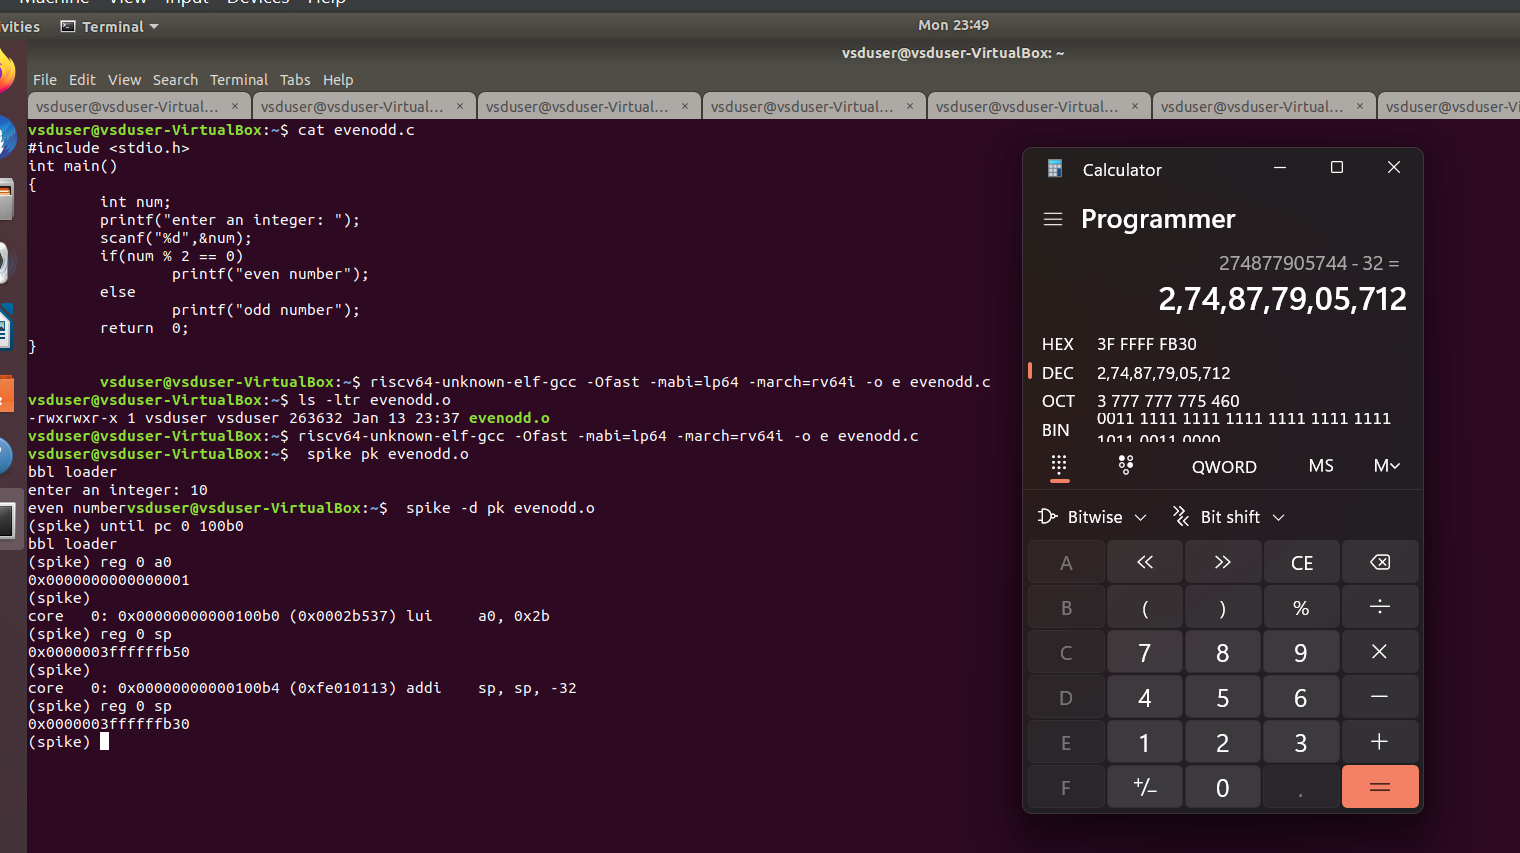 Machine View Input Devices Help
ivities Terminal Mon 23:49
vsduser@vsduser-VirtualBox: ~
File Edit View Search Terminal Tabs Help
vsduser@vsduser-Virtual… × vsduser@vsduser-Virtual… × vsduser@vsduser-Virtual… × vsduser@vsduser-Virtual… × vsduser@vsduser-Virtual… × vsduser@vsduser-Virtual… × vsduser@vsduser-Virtual
vsduser@vsduser-VirtualBox:~$ cat evenodd.c
#include <stdio.h>
int main()
{
int num;
printf("enter an integer: ");
scanf("%d",&num);
if(num % 2 == 0)
printf("even number");
else
printf("odd number");
return 0;
}
vsduser@vsduser-VirtualBox:~$ riscv64-unknown-elf-gcc -Ofast -mabi=lp64 -march=rv64i -o e evenodd.c
vsduser@vsduser-VirtualBox:~$ ls -ltr evenodd.o
-rwxrwxr-x 1 vsduser vsduser 263632 Jan 13 23:37 evenodd.o
vsduser@vsduser-VirtualBox:~$ riscv64-unknown-elf-gcc -Ofast -mabi=lp64 -march=rv64i -o e evenodd.c
vsduser@vsduser-VirtualBox:~$ spike pk evenodd.o
bbl loader
enter an integer: 10
even numbervsduser@vsduser-VirtualBox:~$ spike -d pk evenodd.o
(spike) until pc 0 100b0
bbl loader
(spike) reg 0 a0
0x0000000000000001
(spike)
core 0: 0x00000000000100b0 (0x0002b537) lui a0, 0x2b
(spike) reg 0 sp
0x0000003ffffffb50
(spike)
core 0: 0x00000000000100b4 (0xfe010113) addi sp, sp, -32
(spike) reg 0 sp
0x0000003ffffffb30
(spike)
Calculator
Programmer
274877905744 - 32 =
2,74,87,79,05,712
HEX 3F FFFF FB30
DEC 2,74,87,79,05,712
OCT 3 777 777 775 460
BIN 0011 1111 1111 1111 1111 1111 1111
1011 0011 0000
QWORD MS M
Bitwise Bit shift
A « » CE
B ( ) % ÷
C 7 8 9 ×
D 4 5 6 −
E 1 2 3 +
F +/− 0 . =